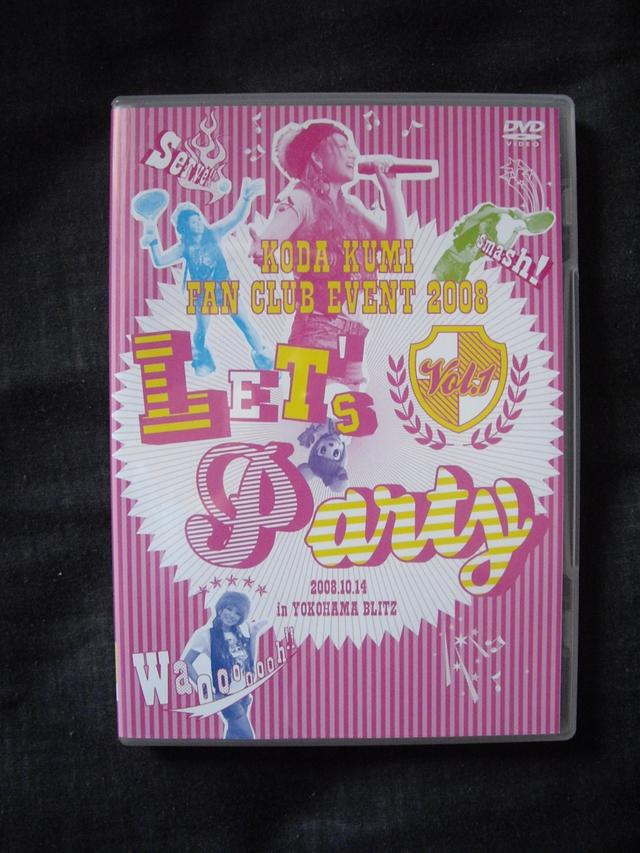 DVD
VIDEO
Serve!
Smash!
KODA KUMI
FAN CLUB EVENT 2008
LET'S
Vol.1
Party
2008.10.14
in YOKOHAMA BLITZ
Waooooooh!!